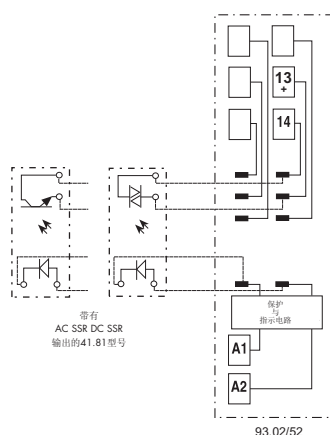 13
+
14
保护
与
指示电路
A1
A2
带有
AC SSR DC SSR
输出的41.81型号
93.02/52